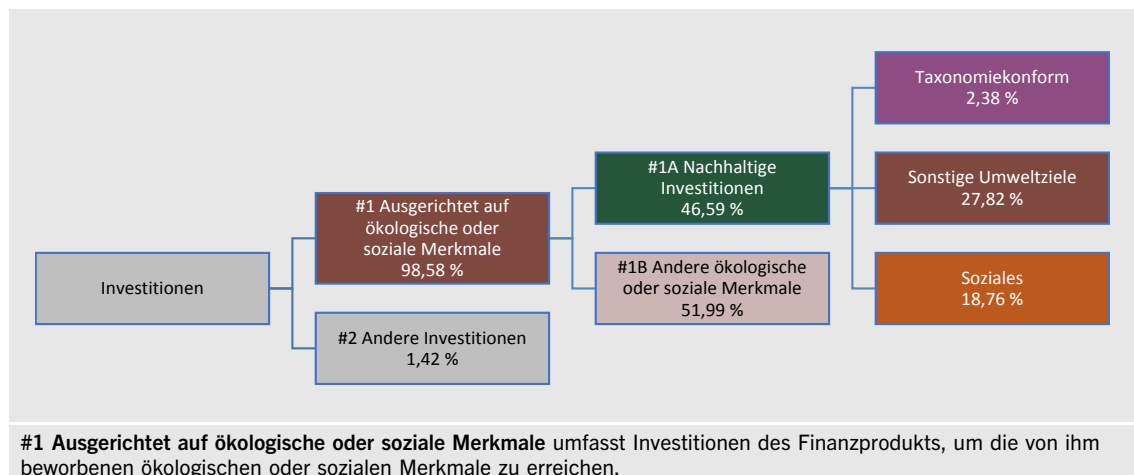 Investitionen
#1 Ausgerichtet auf
ökologische oder
soziale Merkmale
98,58 %
#2 Andere Investitionen
1,42 %
#1A Nachhaltige
Investitionen
46,59 %
#1B Andere ökologische
oder soziale Merkmale
51,99 %
Taxonomiekonform
2,38 %
Sonstige Umweltziele
27,82 %
Soziales
18,76 %
#1 Ausgerichtet auf ökologische oder soziale Merkmale umfasst Investitionen des Finanzprodukts, um die von ihm
beworbenen ökologischen oder sozialen Merkmale zu erreichen.